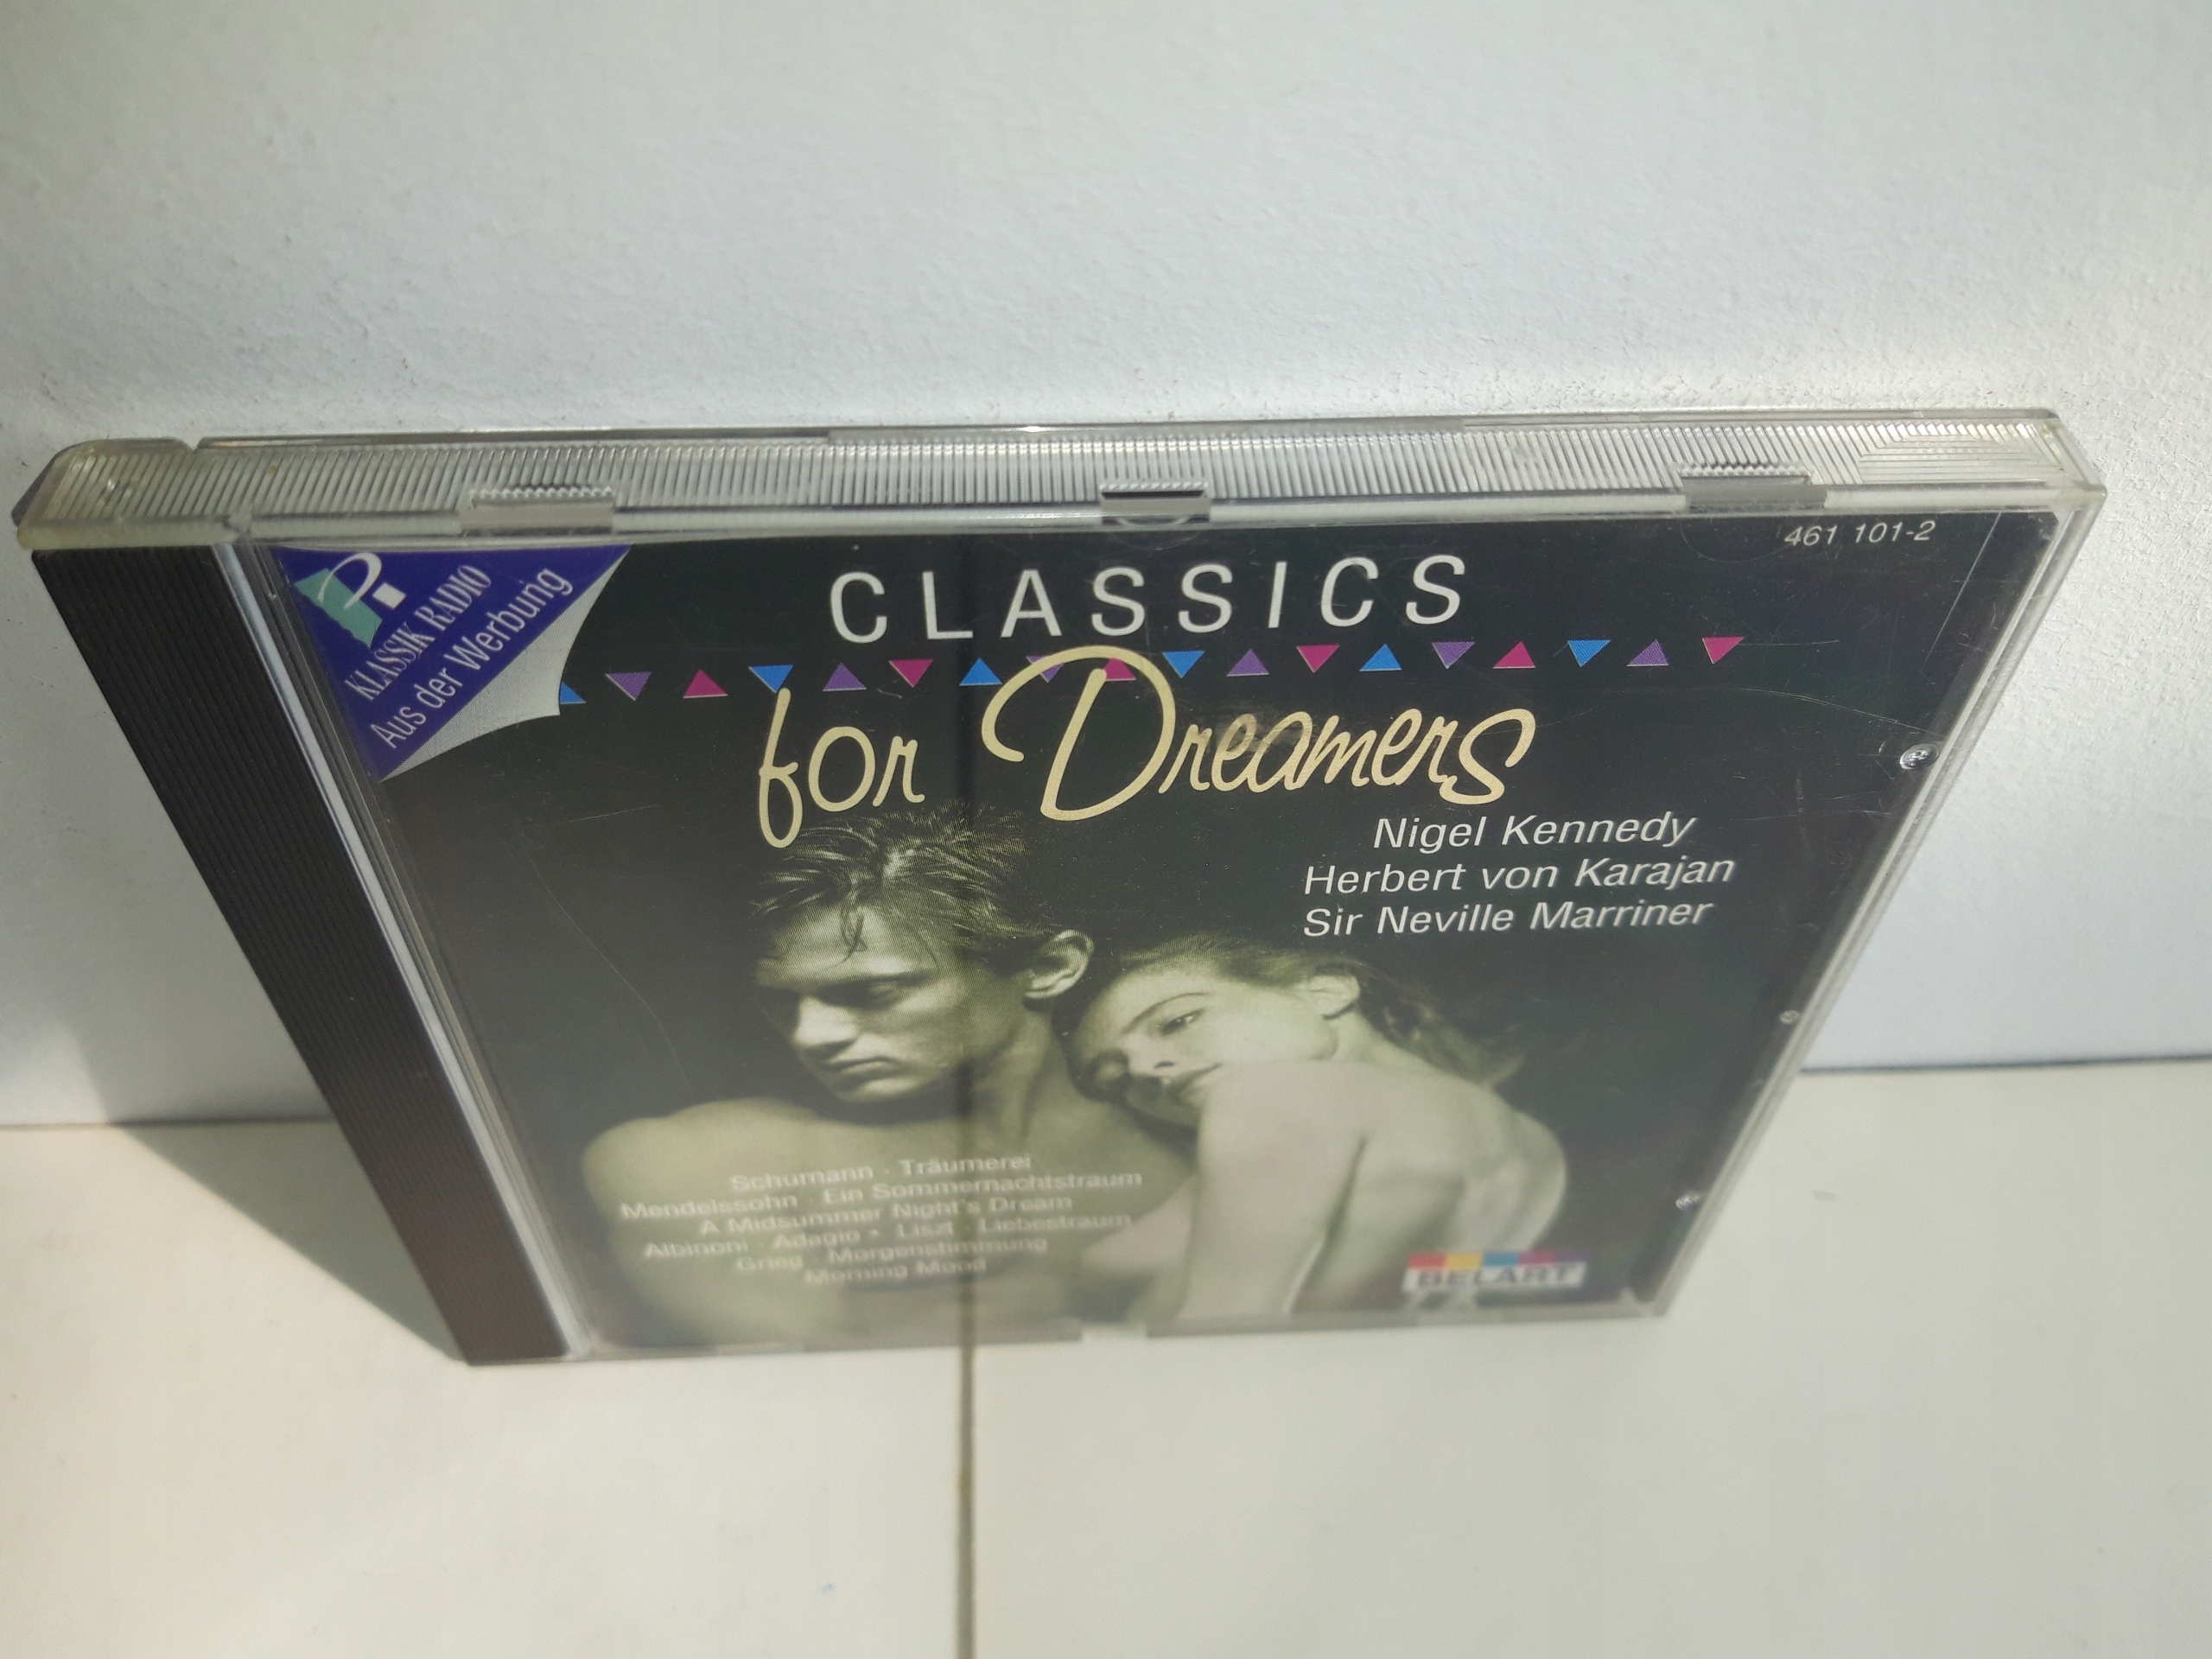 461 101-2
KLASSIK RADIO
Aus der Werbung
CLASSICS
for Dreamers
Nigel Kennedy
Herbert von Karajan
Sir Neville Marriner
Schumann · Träumerei
Mendelssohn · Ein Sommernachtstraum
A Midsummer Night's Dream
Albinoni · Adagio • Liszt · Liebestraum
Grieg · Morgenstimmung
Morning Mood
BELART